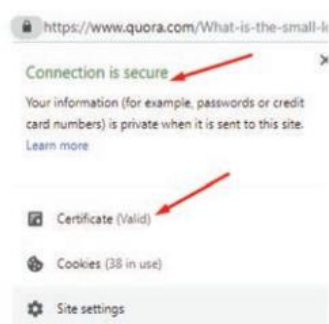 https://www.quora.com/What-is-the-small-l
Connection is secure
Your information (for example, passwords or credit
card numbers) is private when it is sent to this site.
Learn more
Certificate (Valid)
Cookies (38 in use)
Site settings